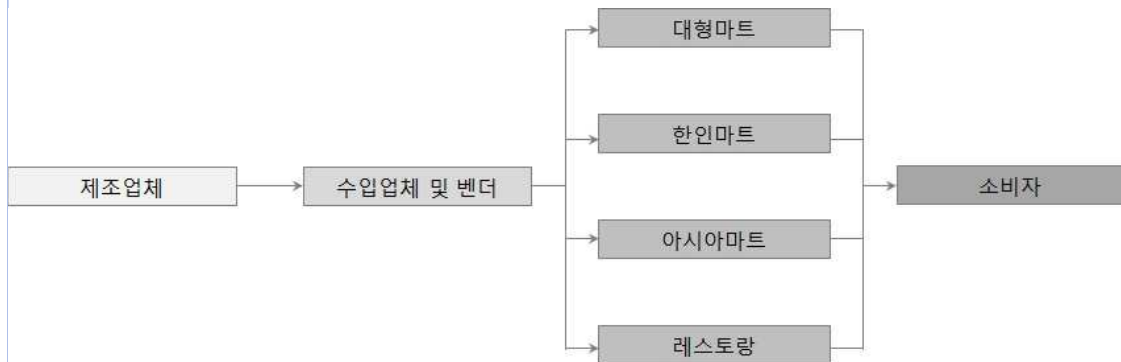 제조업체
수입업체 및 벤더
대형마트
한인마트
아시아마트
레스토랑
소비자